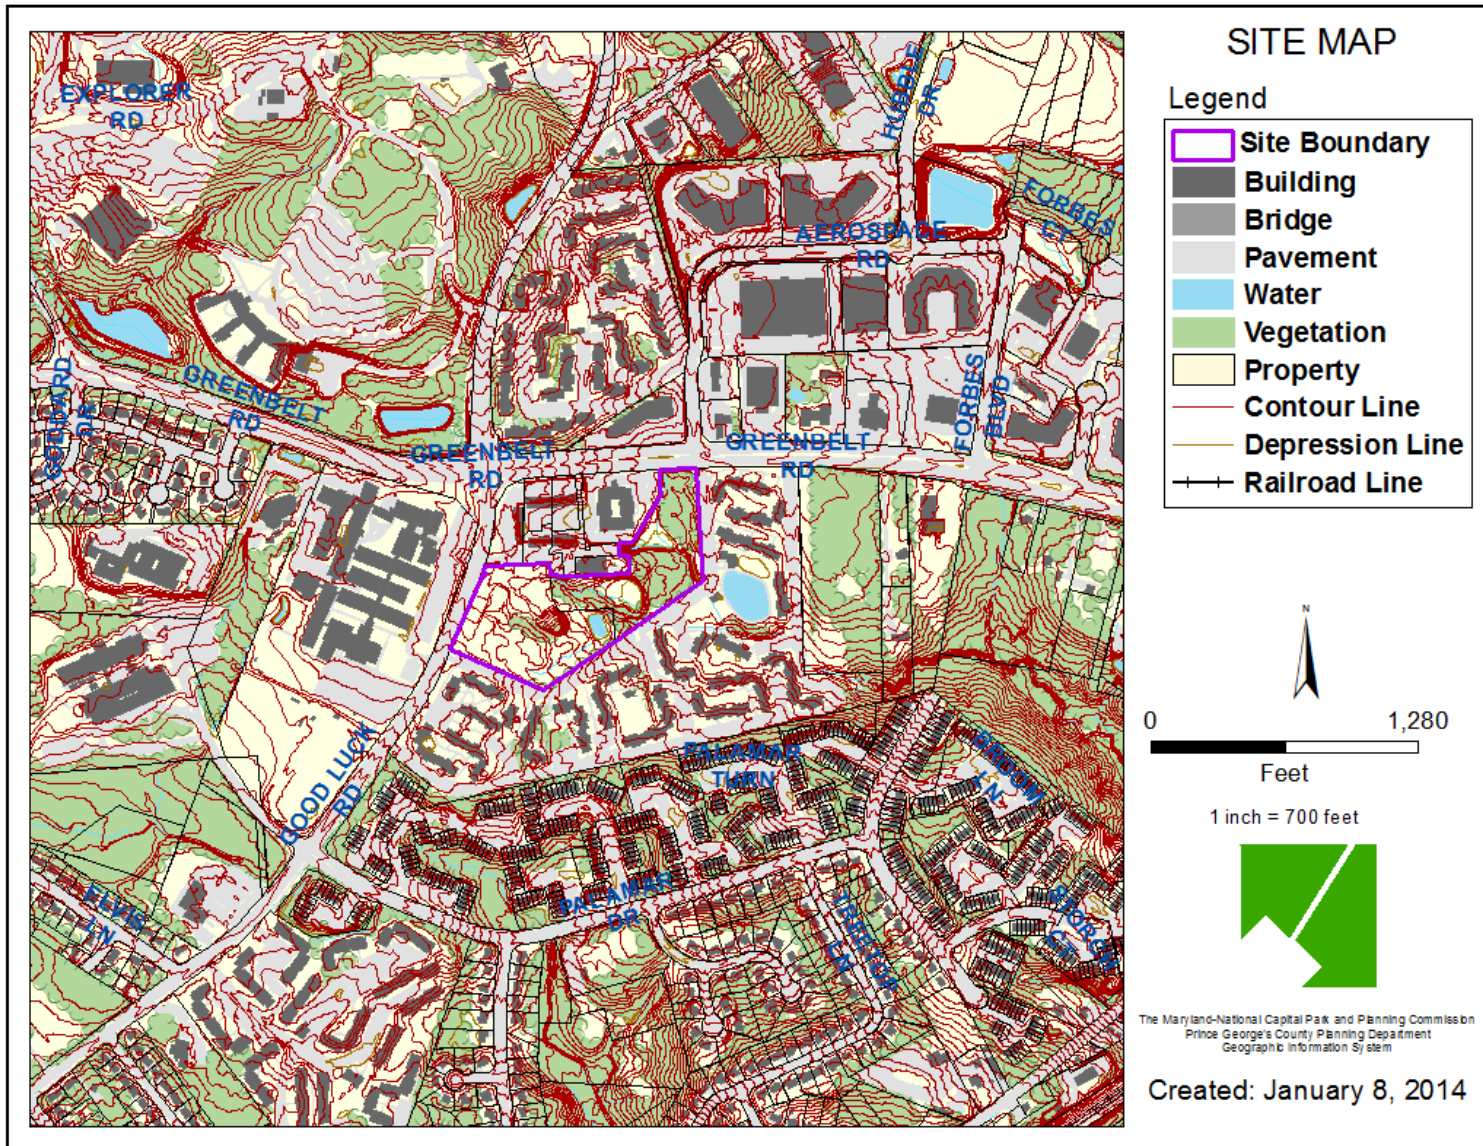 SITE MAP
Legend
Site Boundary
Building
Bridge
Pavement
Water
Vegetation
Property
Contour Line
Depression Line
Railroad Line
N
0 1,280
Feet
1 inch = 700 feet
The Maryland-National Capital Park and Planning Commission
Prince George's County Planning Department
Geographic Information System
Created: January 8, 2014
EXPLORER
RD
HUBBLE
DR
FORBES
CT
AEROSPACE
RD
GODDARD
DR
GREENBELT
RD
GREENBELT
RD
GREENBELT
RD
FORBES
BLVD
GOOD LUCK
RD
PALAMAR
TURN
BROOM
LN
ELVIS
LN
PALAMAR
DR
TREETOP
LN
STORCH
CT